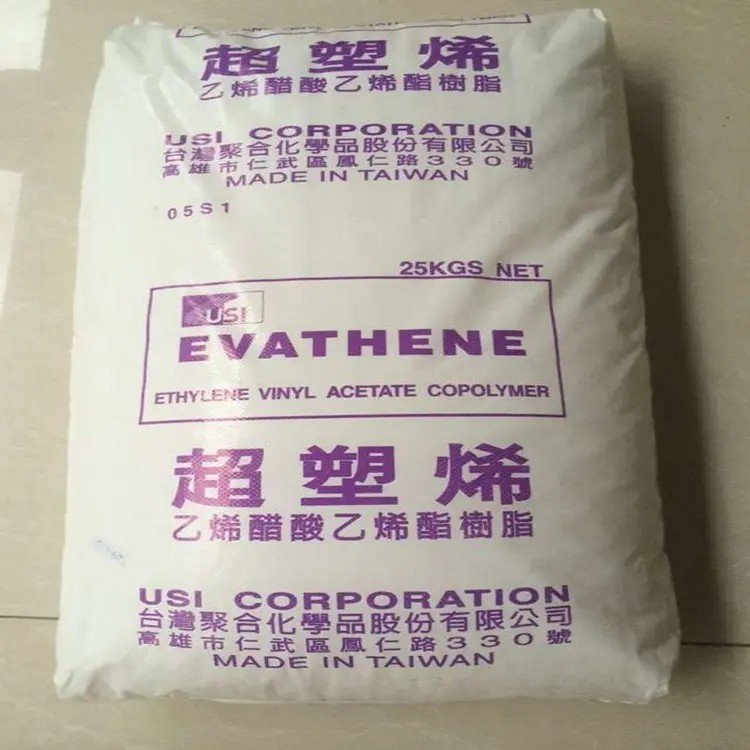 超塑烯
乙烯醋酸乙烯酯樹脂
USI CORPORATION
台灣聚合化學品股份有限公司
高雄市仁武區鳳仁路330號
MADE IN TAIWAN
05S1
25KGS NET
USI
EVATHENE
ETHYLENE VINYL ACETATE COPOLYMER
超塑烯
乙烯醋酸乙烯酯樹脂
USI CORPORATION
台灣聚合化學品股份有限公司
高雄市仁武區鳳仁路330號
MADE IN TAIWAN